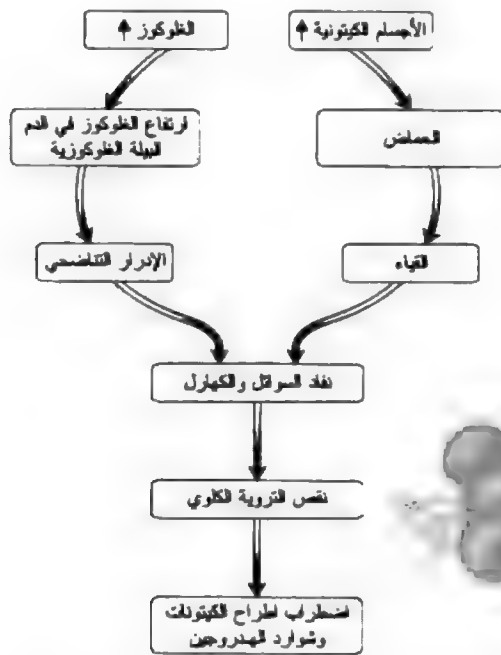 الغلوكوز ↑
الأجسام الكيتونية ↑
ارتفاع الغلوكوز في الدم
البيلة الغلوكوزية
الحماض
الإدرار التناضحي
القياء
نفاد السوائل والكهارل
نقص التروية الكلوي
اضطراب اطراح الكيتونات
وشوارد الهدروجين